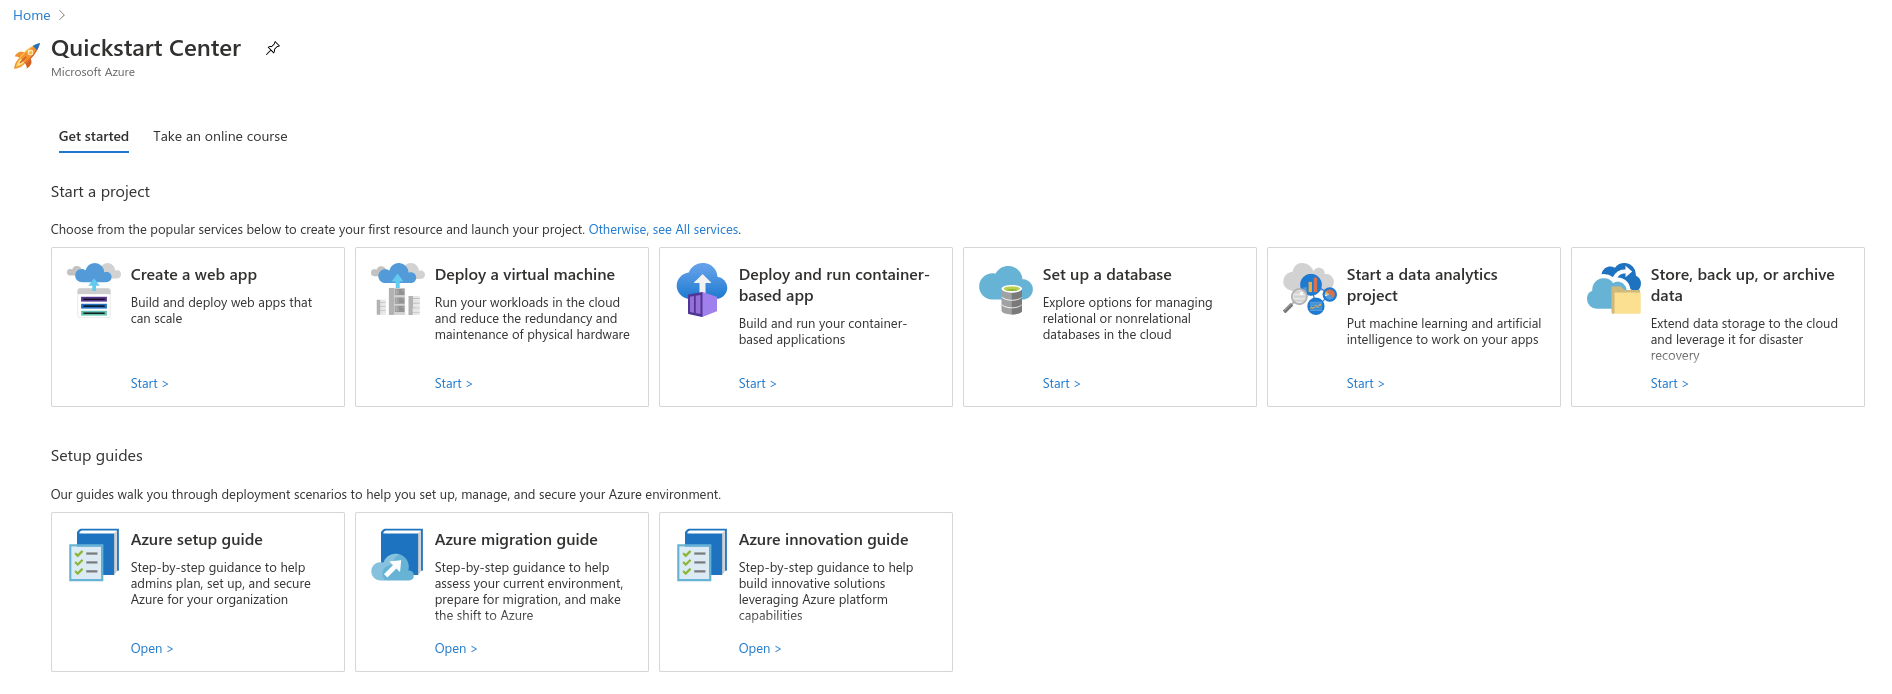 Home
Quickstart Center
Microsoft Azure
Get started
Take an online course
Start a project
Choose from the popular services below to create your first resource and launch your project. Otherwise, see All services.
Create a web app
Build and deploy web apps that
can scale
Start >
Deploy a virtual machine
Run your workloads in the cloud
and reduce the redundancy and
maintenance of physical hardware
Start >
Deploy and run container-
based app
Build and run your container-
based applications
Start >
Set up a database
Explore options for managing
relational or nonrelational
databases in the cloud
Start >
Start a data analytics
project
Put machine learning and artificial
intelligence to work on your apps
Start >
Store, back up, or archive
data
Extend data storage to the cloud
and leverage it for disaster
recovery
Start >
Setup guides
Our guides walk you through deployment scenarios to help you set up, manage, and secure your Azure environment.
Azure setup guide
Step-by-step guidance to help
admins plan, set up, and secure
Azure for your organization
Open >
Azure migration guide
Step-by-step guidance to help
assess your current environment,
prepare for migration, and make
the shift to Azure
Open >
Azure innovation guide
Step-by-step guidance to help
build innovative solutions
leveraging Azure platform
capabilities
Open >